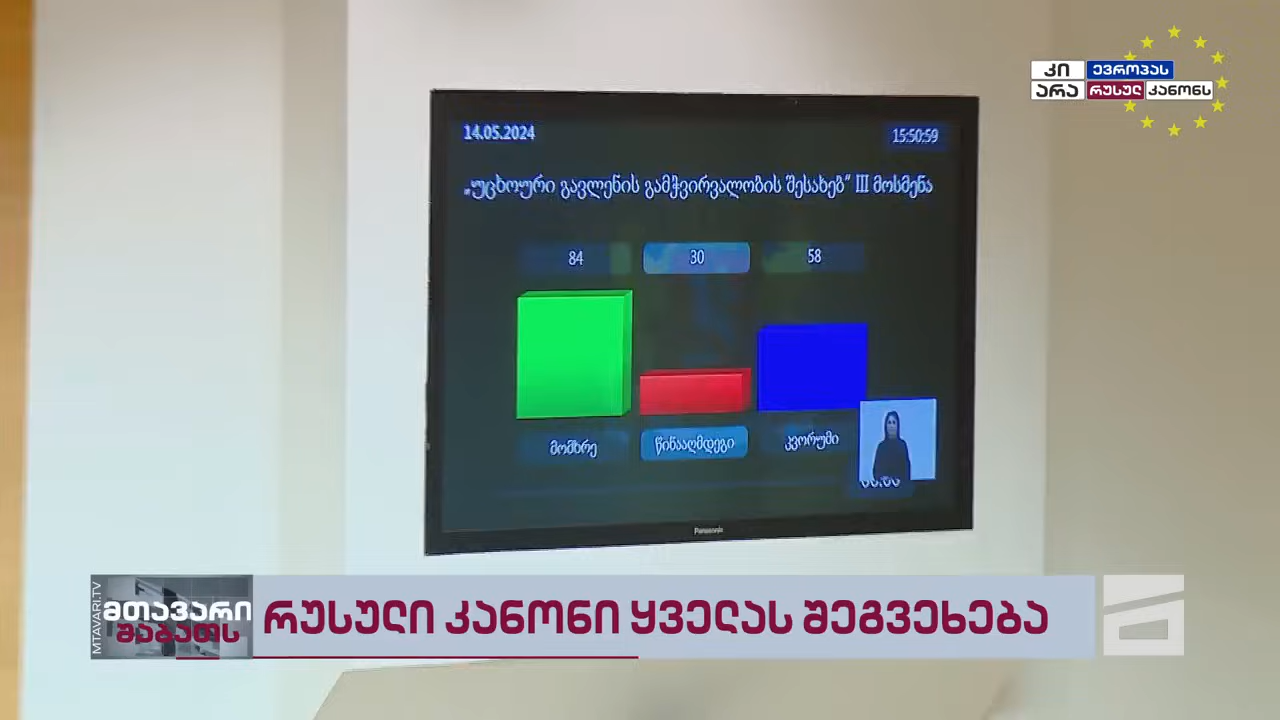 კი ევროპას
არა რუსულ კანონს
14.05.2024 15:50:59
„უცხოური გავლენის გამჭვირვალობის შესახებ“ III მოსმენა
84 30 58
მომხრე წინააღმდეგი კვორუმი
Panasonic
MTAVARI.TV
მთავარი
შაბათს
რუსული კანონი ყველას შეგვეხება